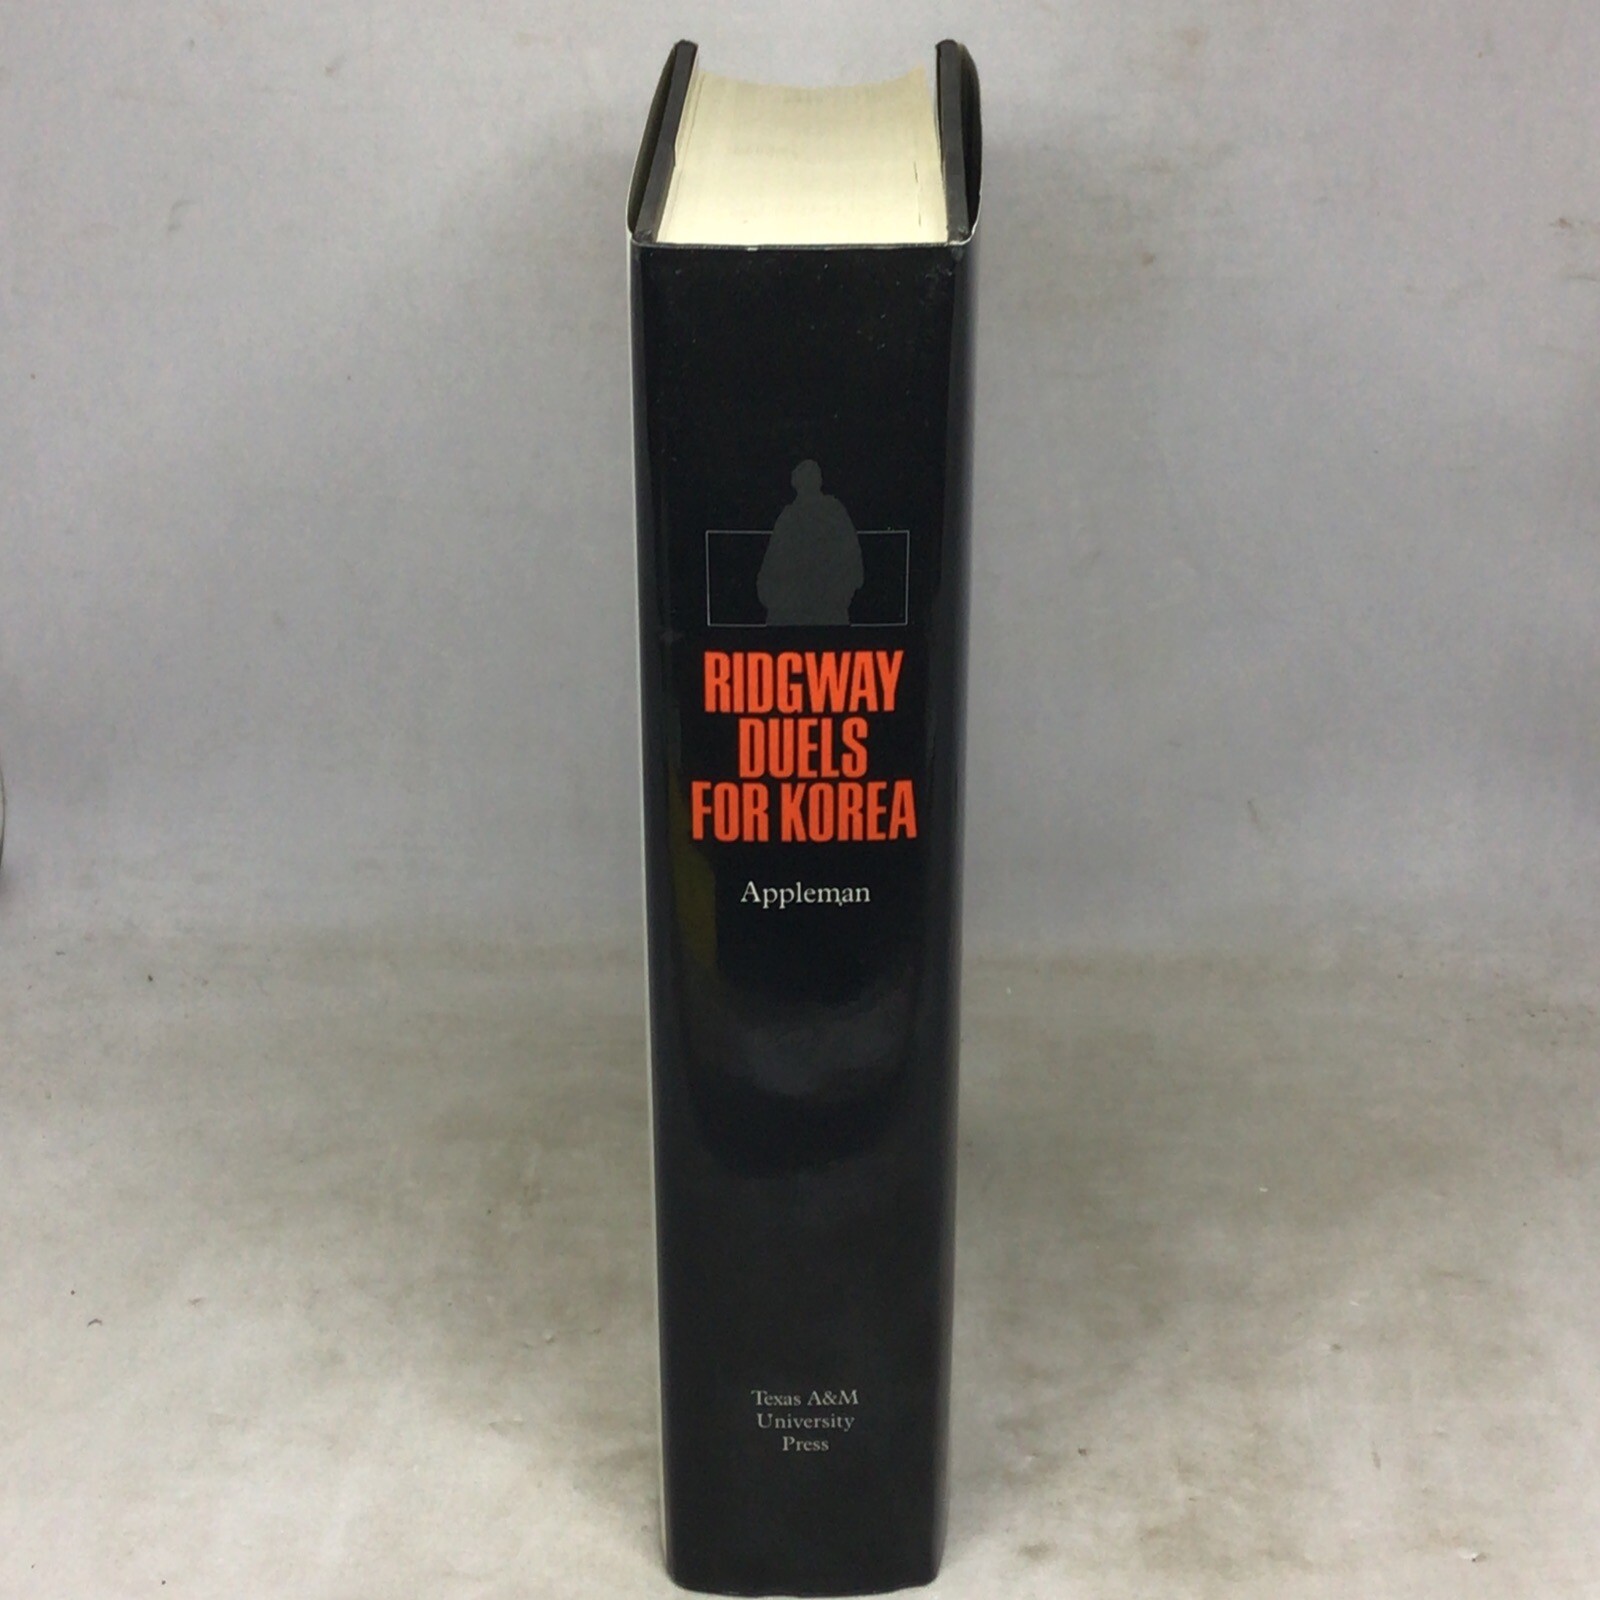 RIDGWAY
DUELS
FOR KOREA
Appleman
Texas A&M
University
Press